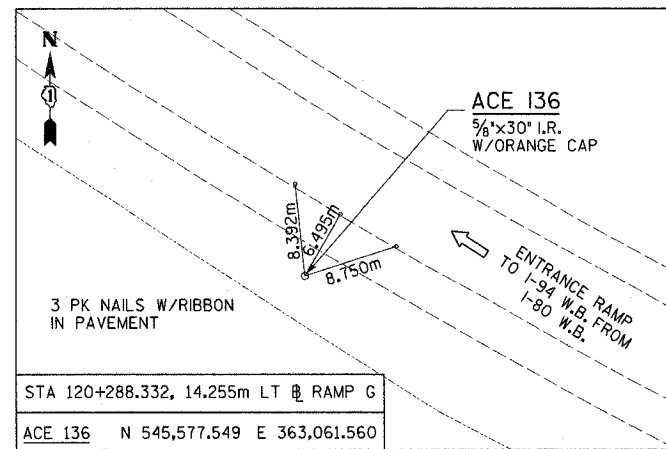 N
1
ACE 136
5/8"x30" I.R.
W/ORANGE CAP
8.392m
6.495m
8.750m
ENTRANCE RAMP
TO I-94 W.B. FROM
I-80 W.B.
3 PK NAILS W/RIBBON
IN PAVEMENT
STA 120+288.332, 14.255m LT BL RAMP G
ACE 136 N 545,577.549 E 363,061.560